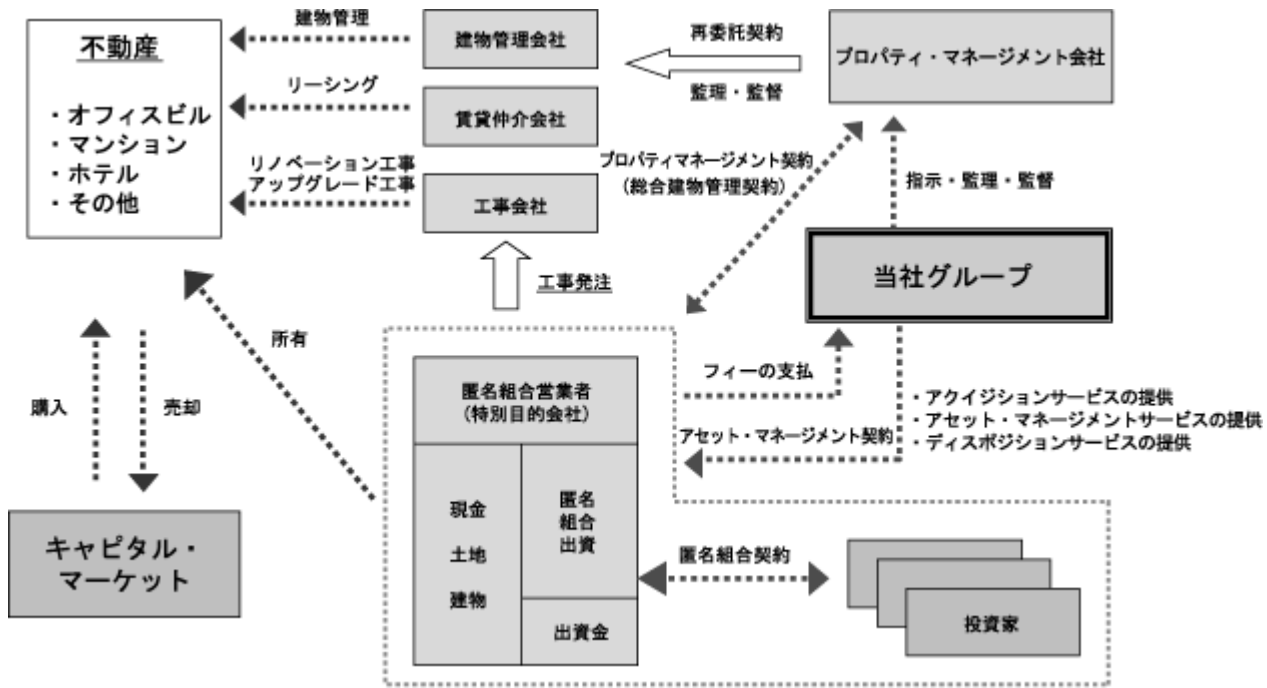 不動産
・オフィスビル
・マンション
・ホテル
・その他
建物管理
リーシング
リノベーション工事
アップグレード工事
建物管理会社
賃貸仲介会社
工事会社
再委託契約
監理・監督
プロパティ・マネージメント会社
プロパティマネージメント契約
(総合建物管理契約)
指示・監理・監督
当社グループ
工事発注
所有
購入
売却
キャピタル・
マーケット
匿名組合営業者
(特別目的会社)
現金
土地
建物
匿名
組合
出資
出資金
フィーの支払
アセット・マネージメント契約
・アクイジションサービスの提供
・アセット・マネージメントサービスの提供
・ディスポジションサービスの提供
匿名組合契約
投資家